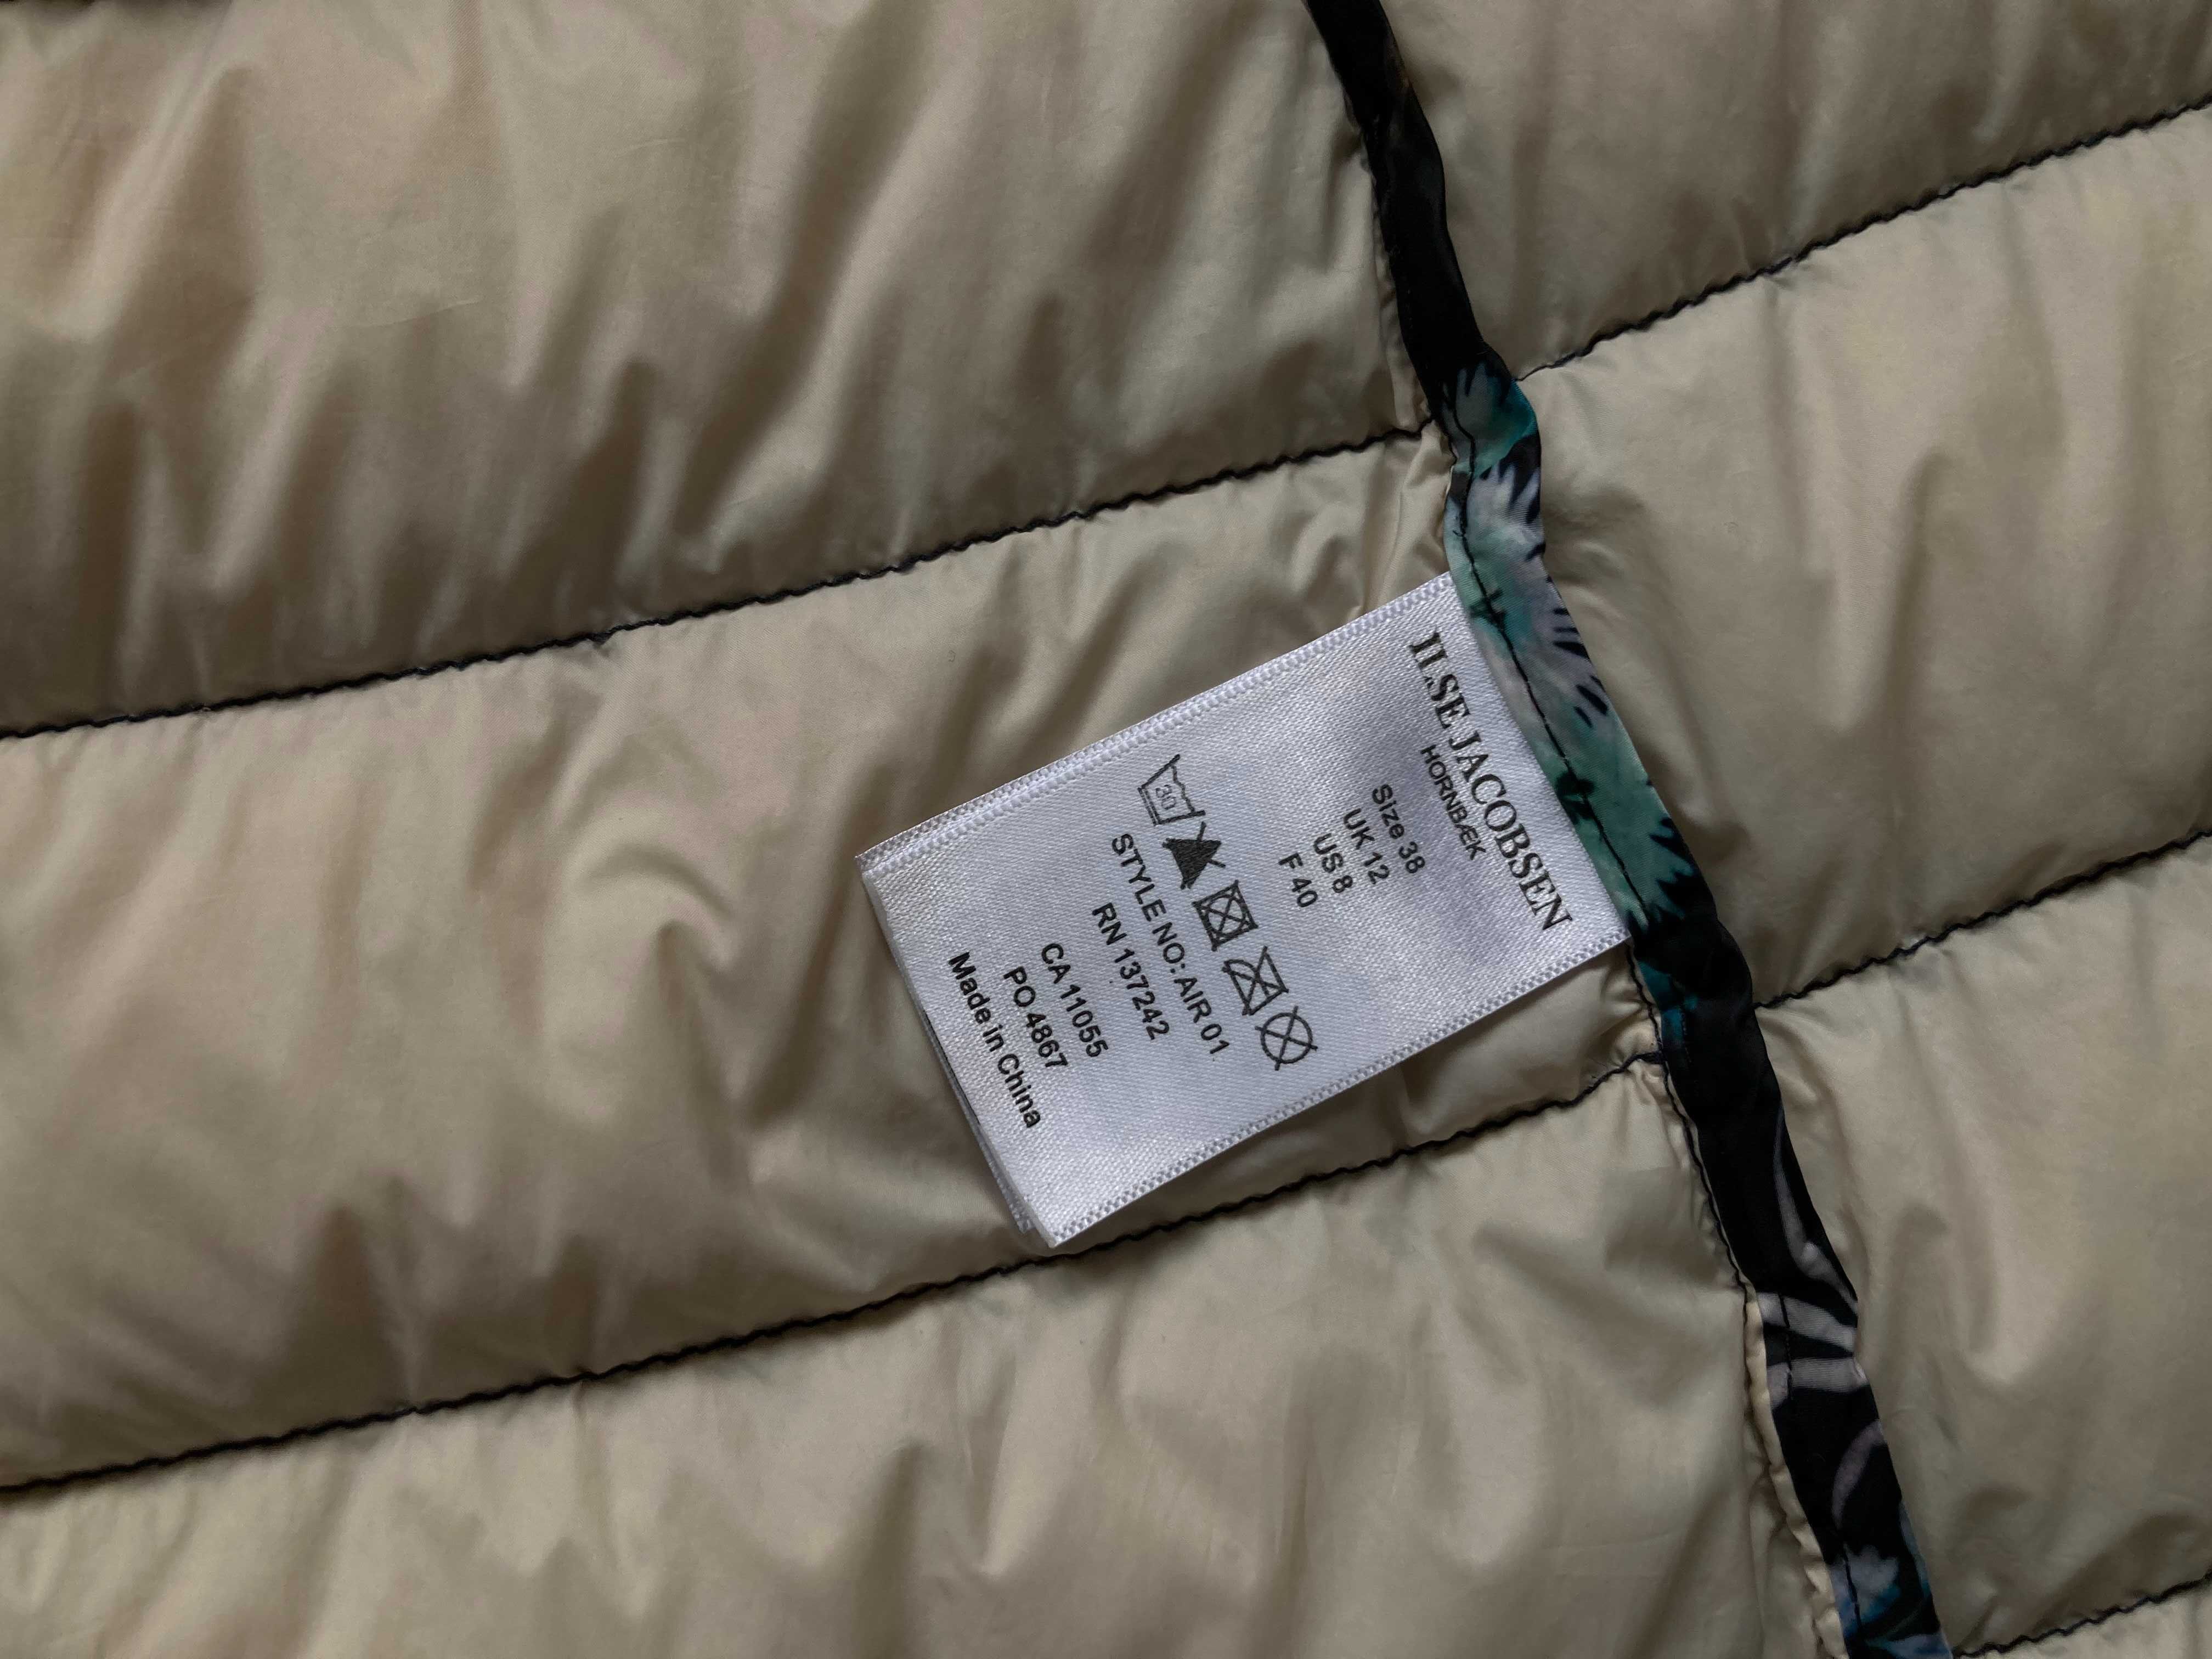 ILSE JACOBSEN
HORNBÆK
Size 38
UK 12
US 8
F 40
30
STYLE NO: AIR 01
RN 137242
CA 11055
PO 4867
Made in China